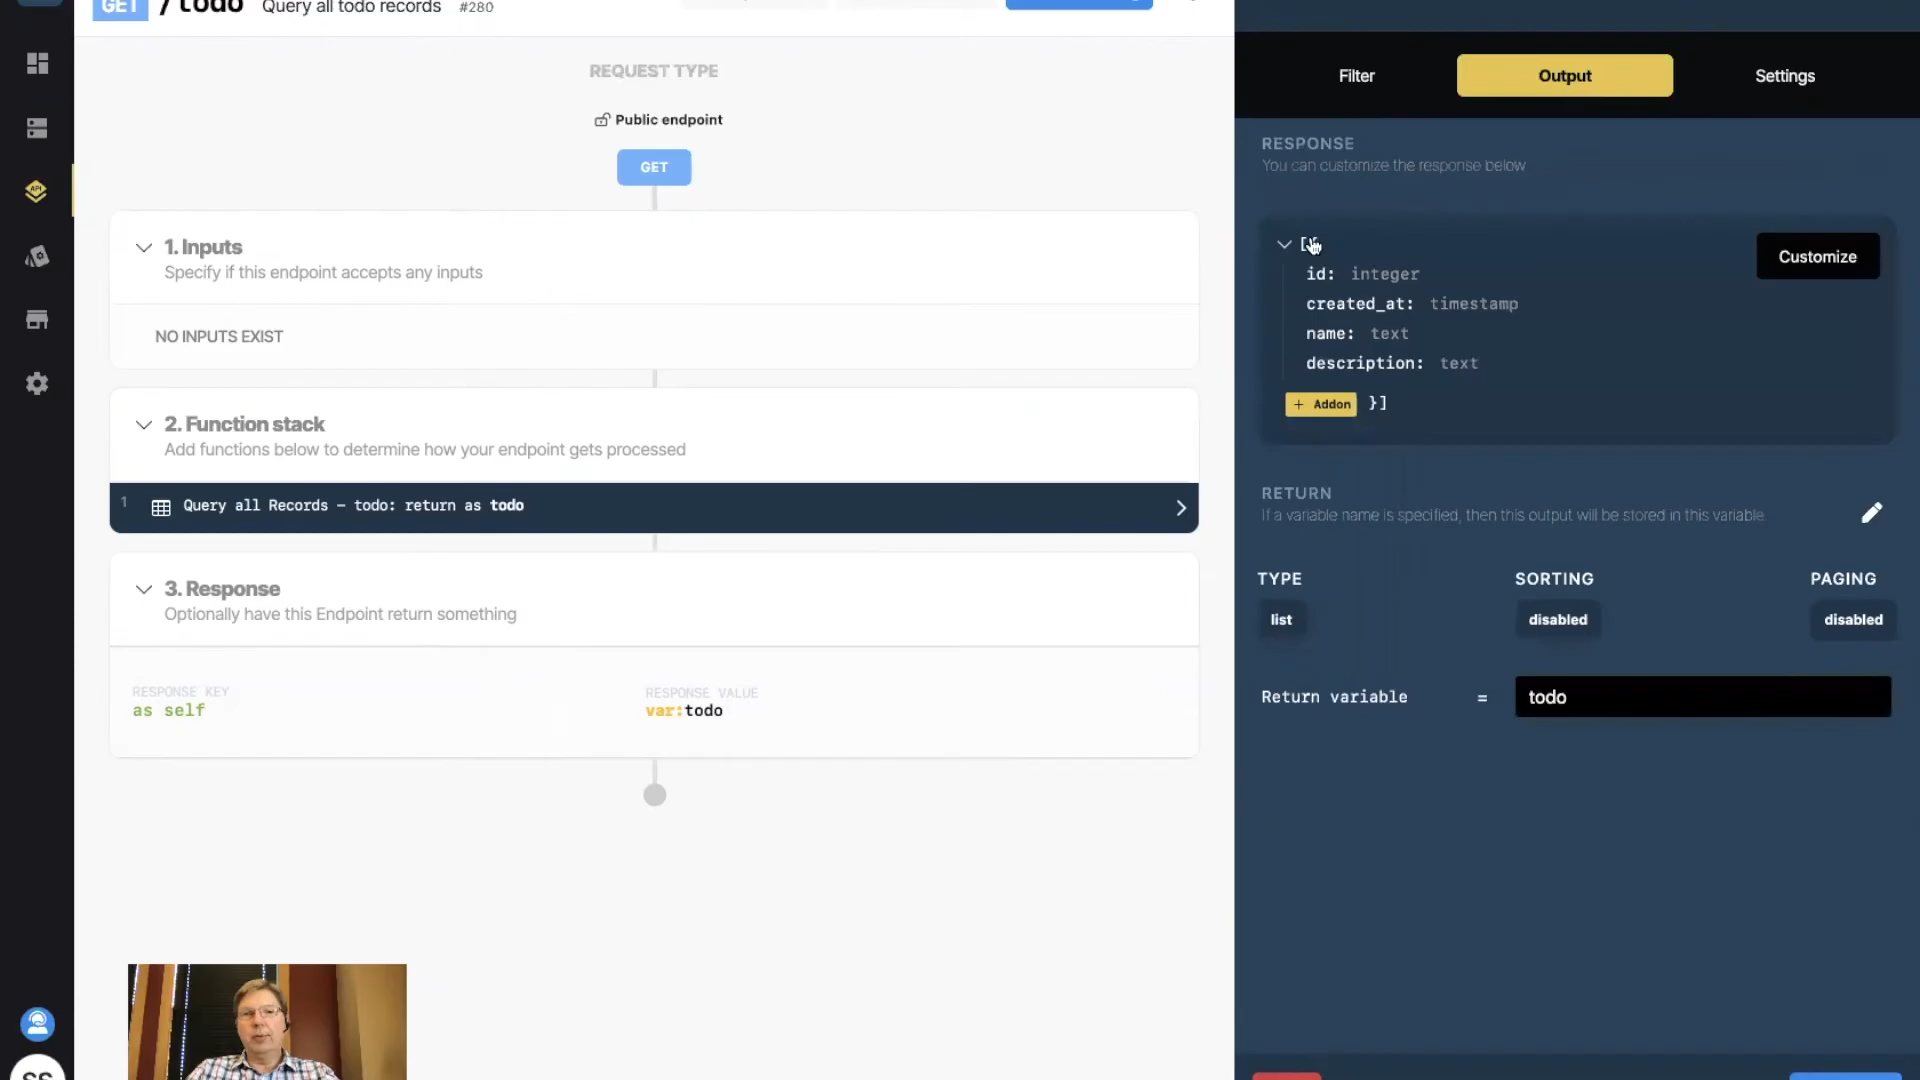 GET /todo Query all todo records #280
REQUEST TYPE
Public endpoint
GET
1. Inputs
Specify if this endpoint accepts any inputs
NO INPUTS EXIST
2. Function stack
Add functions below to determine how your endpoint gets processed
1 Query all Records – todo: return as todo
3. Response
Optionally have this Endpoint return something
RESPONSE KEY
as self
RESPONSE VALUE
var:todo
API
Filter
Output
Settings
RESPONSE
You can customize the response below
[
Customize
id: integer
created_at: timestamp
name: text
description: text
+ Addon }]
RETURN
If a variable name is specified, then this output will be stored in this variable.
TYPE
SORTING
PAGING
list
disabled
disabled
Return variable = todo